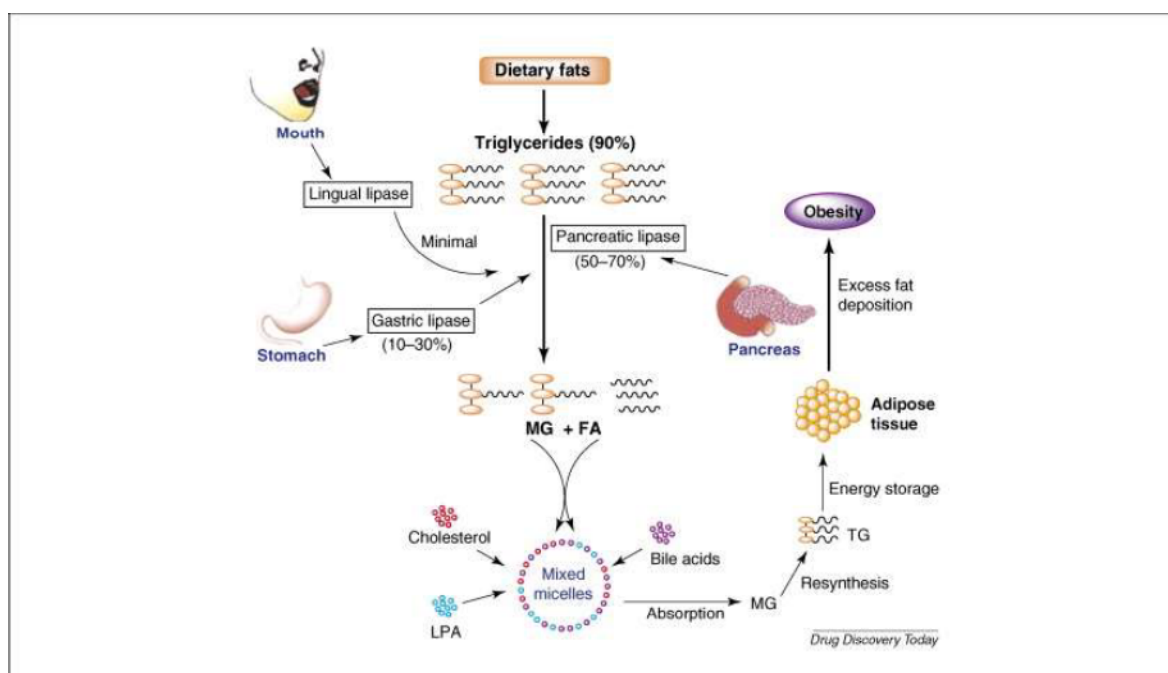 Dietary fats
Mouth
Triglycerides (90%)
Lingual lipase
Minimal
Pancreatic lipase
(50–70%)
Obesity
Excess fat
deposition
Gastric lipase
(10–30%)
Stomach
Pancreas
MG + FA
Adipose
tissue
Energy storage
Cholesterol
Bile acids
Mixed
micelles
TG
Resynthesis
LPA
Absorption
MG
Drug Discovery Today